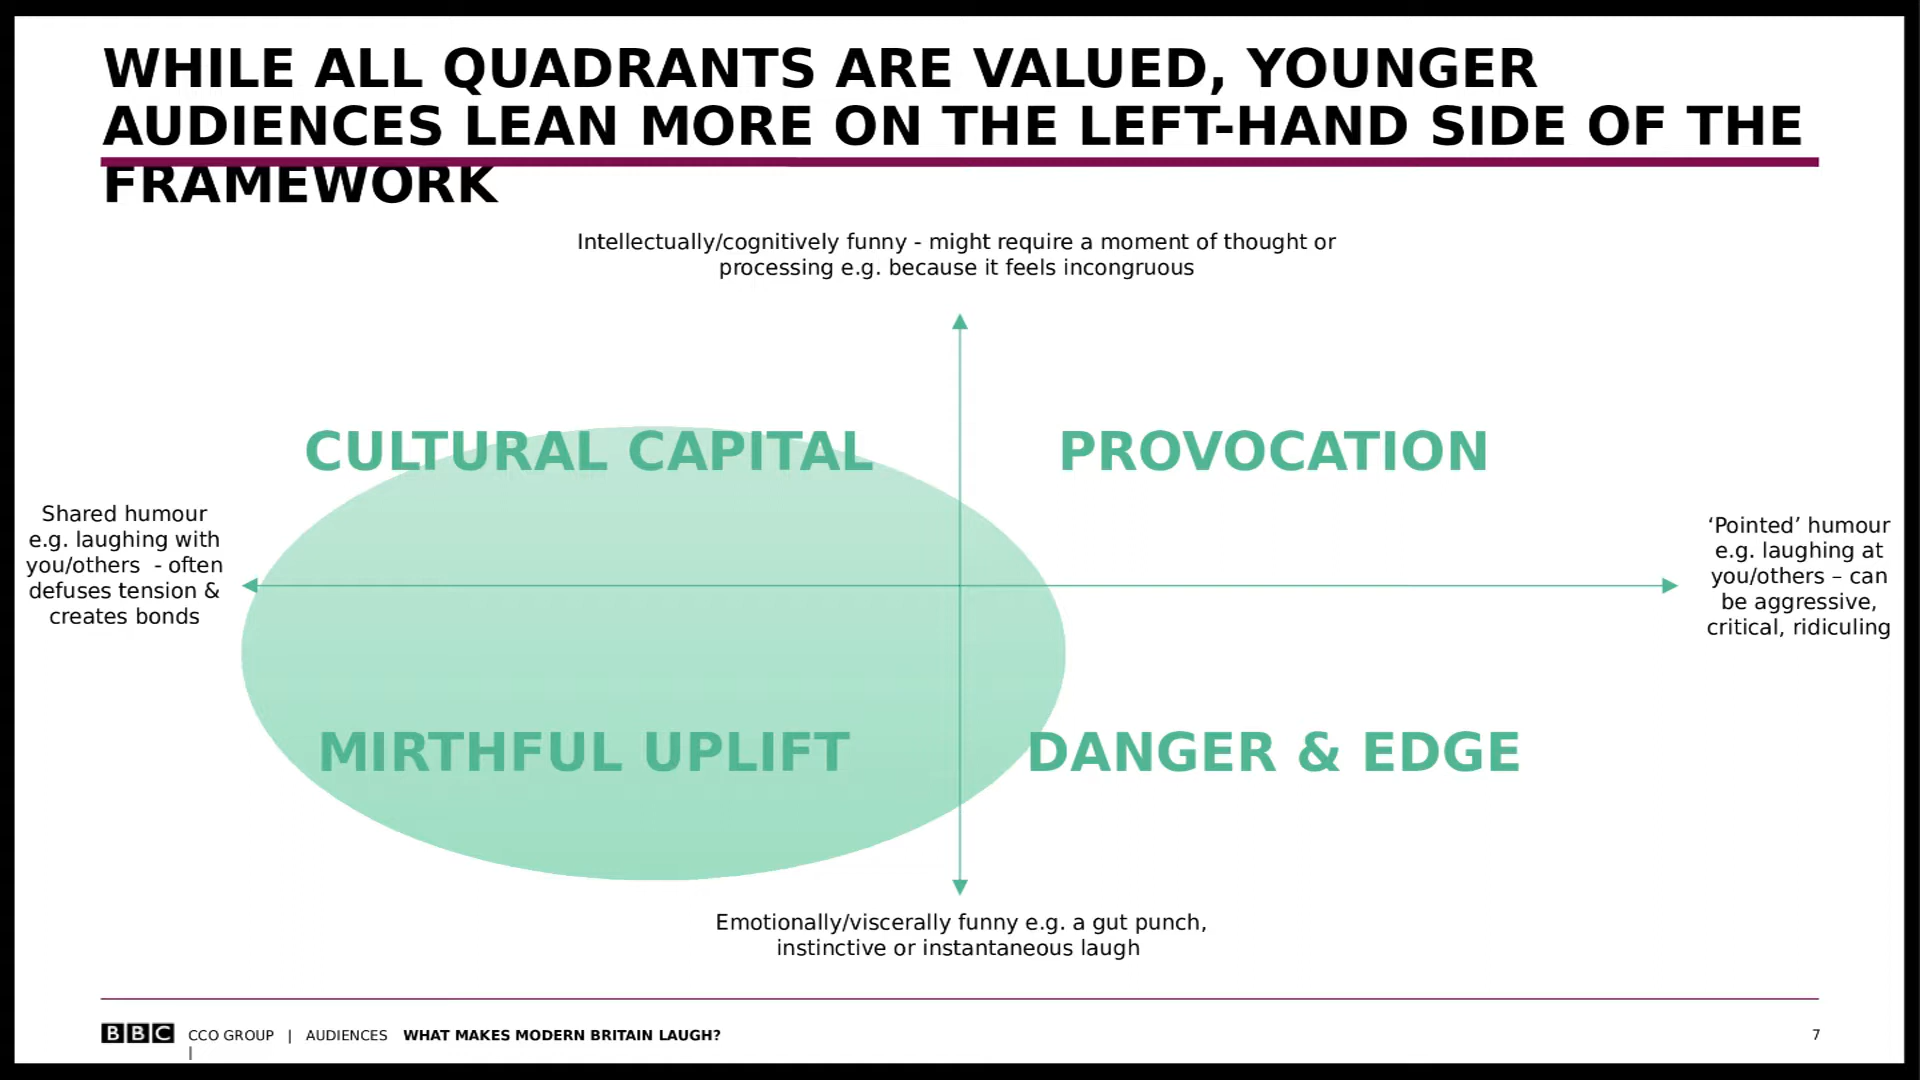 WHILE ALL QUADRANTS ARE VALUED, YOUNGER
AUDIENCES LEAN MORE ON THE LEFT-HAND SIDE OF THE
FRAMEWORK
Intellectually/cognitively funny - might require a moment of thought or
processing e.g. because it feels incongruous
CULTURAL CAPITAL
PROVOCATION
Shared humour
e.g. laughing with
you/others  - often
defuses tension &
creates bonds
‘Pointed’ humour
e.g. laughing at
you/others – can
be aggressive,
critical, ridiculing
MIRTHFUL UPLIFT
DANGER & EDGE
Emotionally/viscerally funny e.g. a gut punch,
instinctive or instantaneous laugh
BBC CCO GROUP | AUDIENCES WHAT MAKES MODERN BRITAIN LAUGH? 7
|